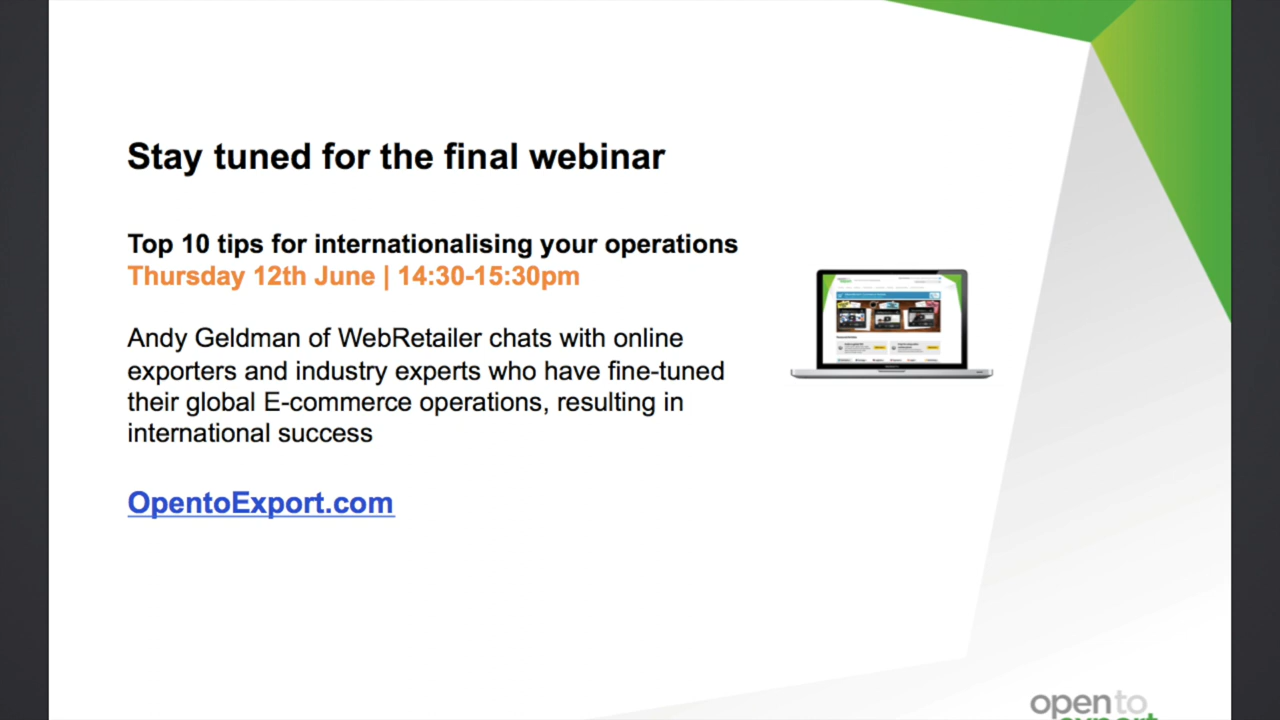 Stay tuned for the final webinar
Top 10 tips for internationalising your operations
Thursday 12th June | 14:30-15:30pm
Andy Geldman of WebRetailer chats with online
exporters and industry experts who have fine-tuned
their global E-commerce operations, resulting in
international success
OpentoExport.com
open to
export